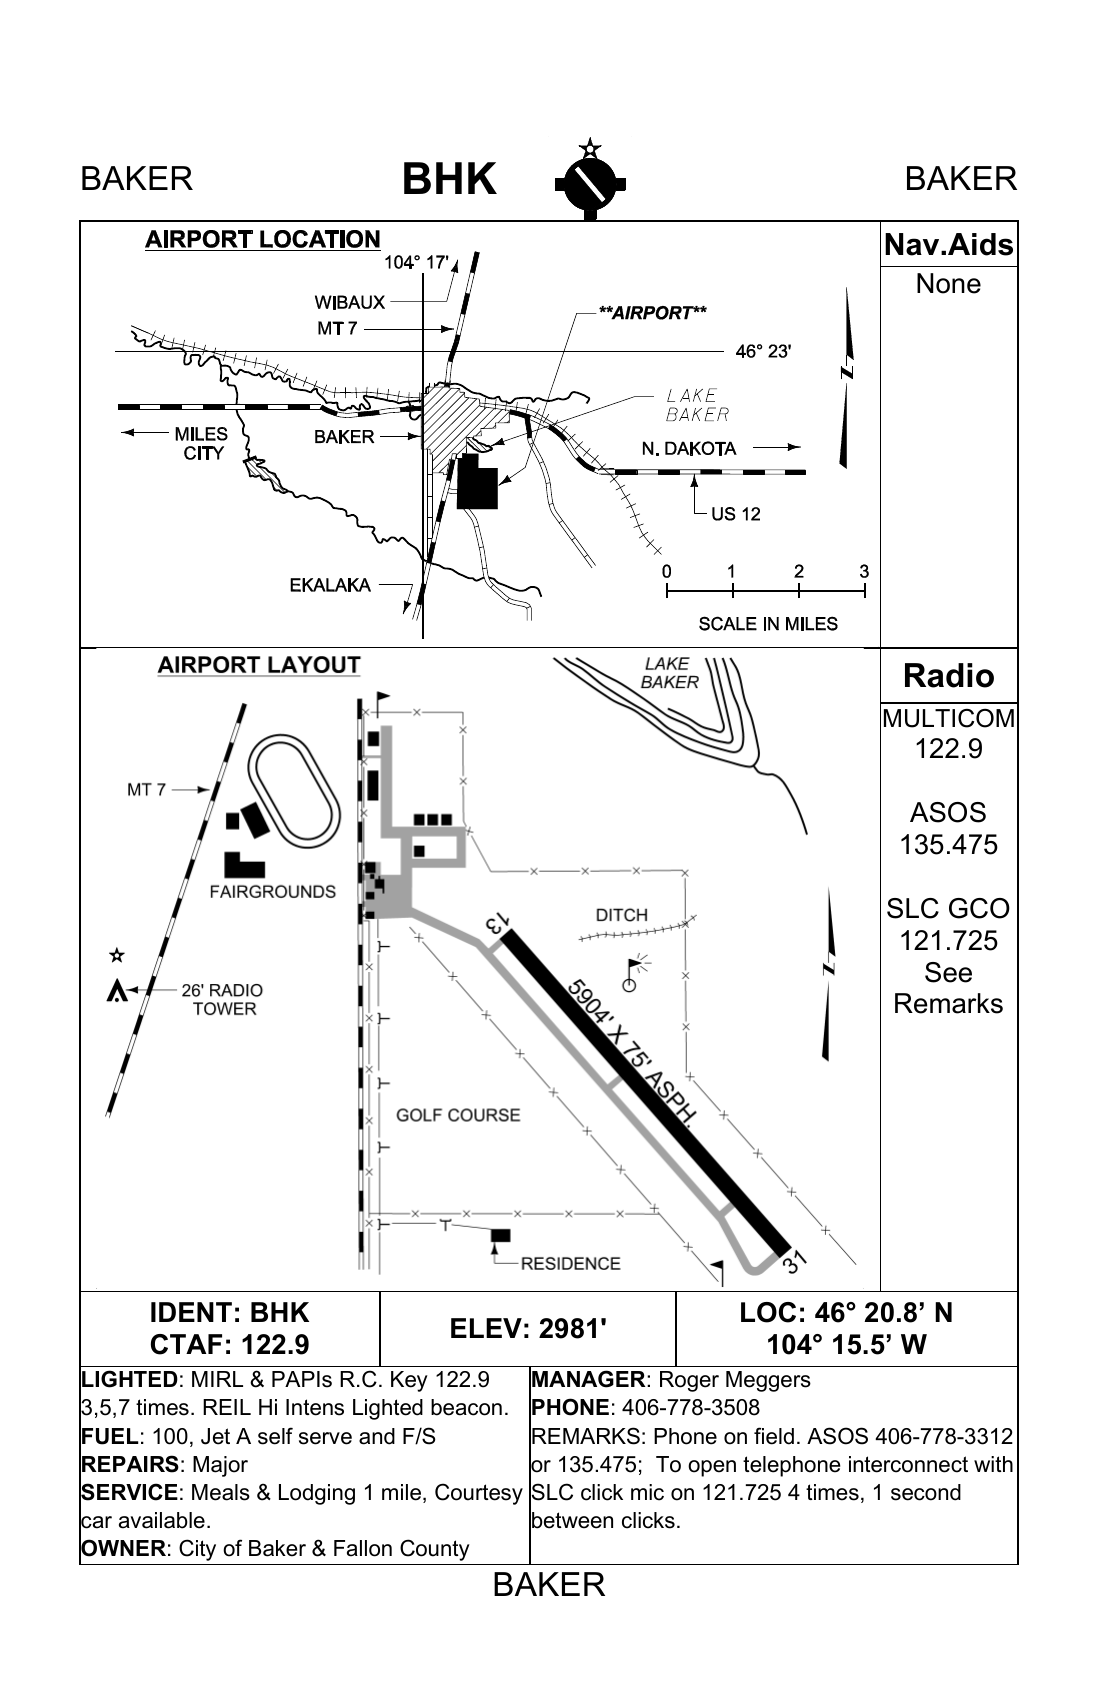 BAKER
BHK
BAKER
AIRPORT LOCATION
104° 17'
WIBAUX
MT 7
**AIRPORT**
46° 23'
LAKE
BAKER
MILES
CITY
BAKER
N. DAKOTA
US 12
EKALAKA
0 1 2 3
SCALE IN MILES
N
Nav.Aids
None
AIRPORT LAYOUT
LAKE
BAKER
MT 7
FAIRGROUNDS
DITCH
13
26' RADIO
TOWER
5904' X 75' ASPH.
GOLF COURSE
RESIDENCE
31
N
Radio
MULTICOM
122.9
ASOS
135.475
SLC GCO
121.725
See
Remarks
IDENT: BHK
CTAF: 122.9
ELEV: 2981'
LOC: 46° 20.8’ N
104° 15.5’ W
LIGHTED: MIRL & PAPIs R.C. Key 122.9
3,5,7 times. REIL Hi Intens Lighted beacon.
FUEL: 100, Jet A self serve and F/S
REPAIRS: Major
SERVICE: Meals & Lodging 1 mile, Courtesy
car available.
OWNER: City of Baker & Fallon County
MANAGER: Roger Meggers
PHONE: 406-778-3508
REMARKS: Phone on field. ASOS 406-778-3312
or 135.475; To open telephone interconnect with
SLC click mic on 121.725 4 times, 1 second
between clicks.
BAKER